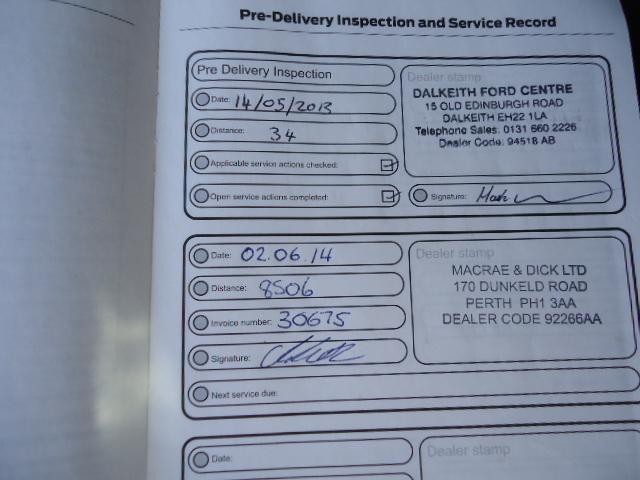 Pre-Delivery Inspection and Service Record
Pre Delivery Inspection
Date: 14/05/2013
Distance: 34
Applicable service actions checked:
Open service actions completed:
Dealer stamp
DALKEITH FORD CENTRE
15 OLD EDINBURGH ROAD
DALKEITH EH22 1LA
Telephone Sales: 0131 660 2226
Dealer Code: 94518 AB
Signature:
Date: 02.06.14
Distance: 8506
Invoice number: 30675
Signature:
Next service due:
Dealer stamp
MACRAE & DICK LTD
170 DUNKELD ROAD
PERTH PH1 3AA
DEALER CODE 92266AA
Date:
Dealer stamp